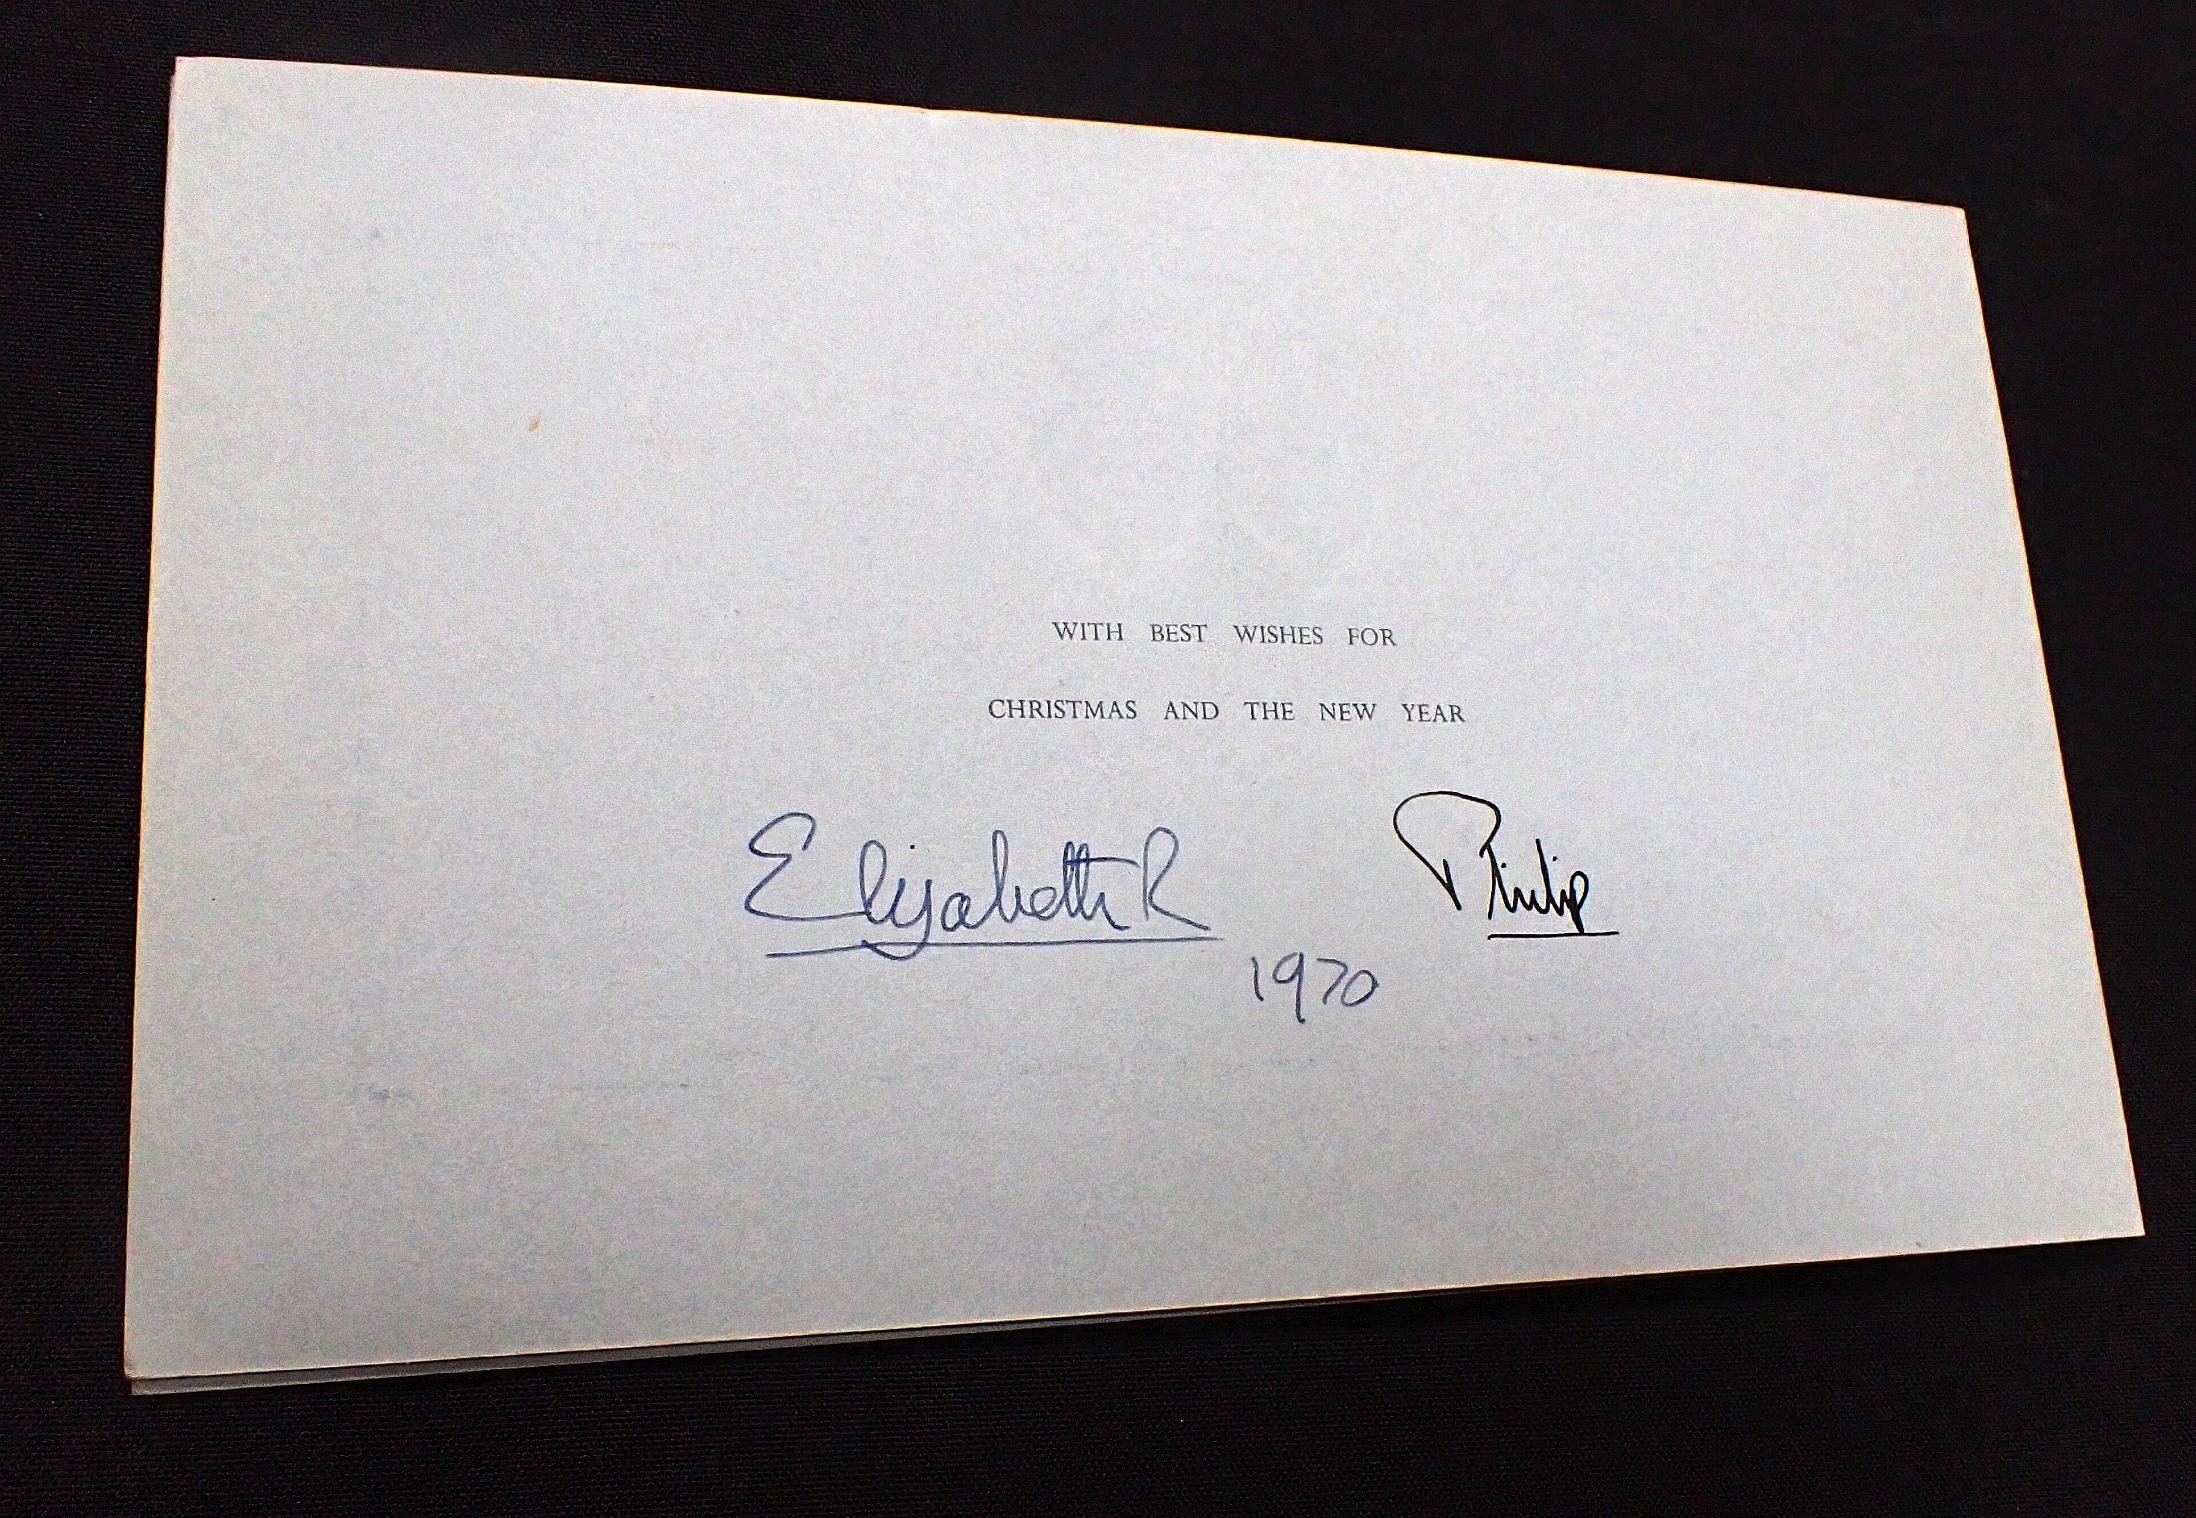 WITH BEST WISHES FOR
CHRISTMAS AND THE NEW YEAR
Elizabeth R Philip
1970